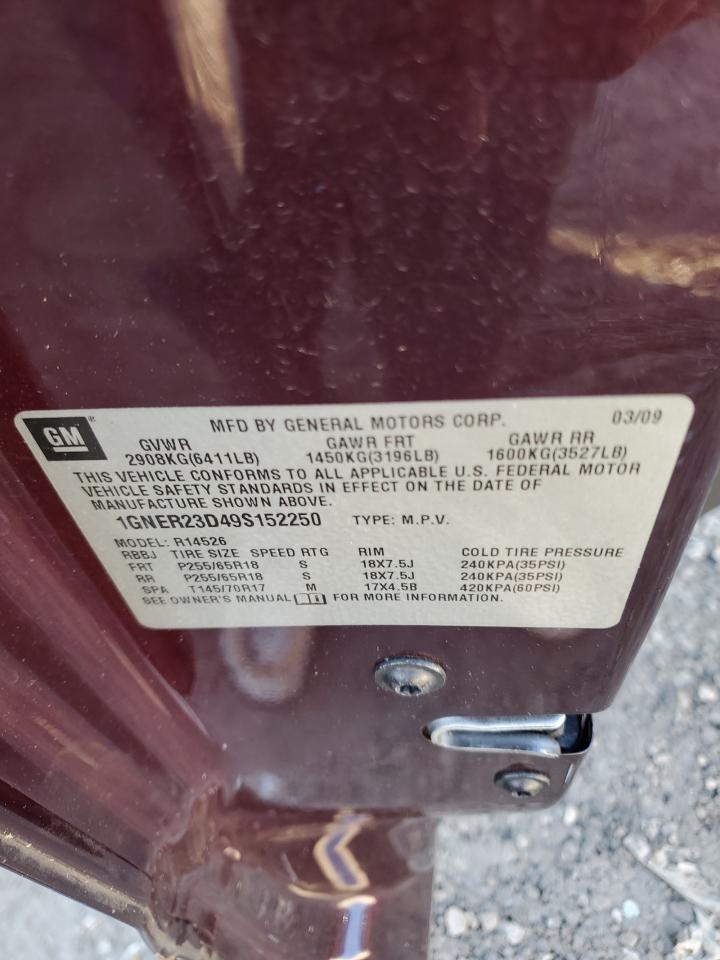 GM ®
MFD BY GENERAL MOTORS CORP. 03/09
GVWR GAWR FRT GAWR RR
2908KG(6411LB) 1450KG(3196LB) 1600KG(3527LB)
THIS VEHICLE CONFORMS TO ALL APPLICABLE U.S. FEDERAL MOTOR
VEHICLE SAFETY STANDARDS IN EFFECT ON THE DATE OF
MANUFACTURE SHOWN ABOVE.
1GNER23D49S152250 TYPE: M.P.V.
MODEL: R14526
RBBJ TIRE SIZE SPEED RTG RIM COLD TIRE PRESSURE
FRT P255/65R18 S 18X7.5J 240KPA(35PSI)
RR P255/65R18 S 18X7.5J 240KPA(35PSI)
SPA T145/70R17 M 17X4.5B 420KPA(60PSI)
SEE OWNER'S MANUAL FOR MORE INFORMATION.